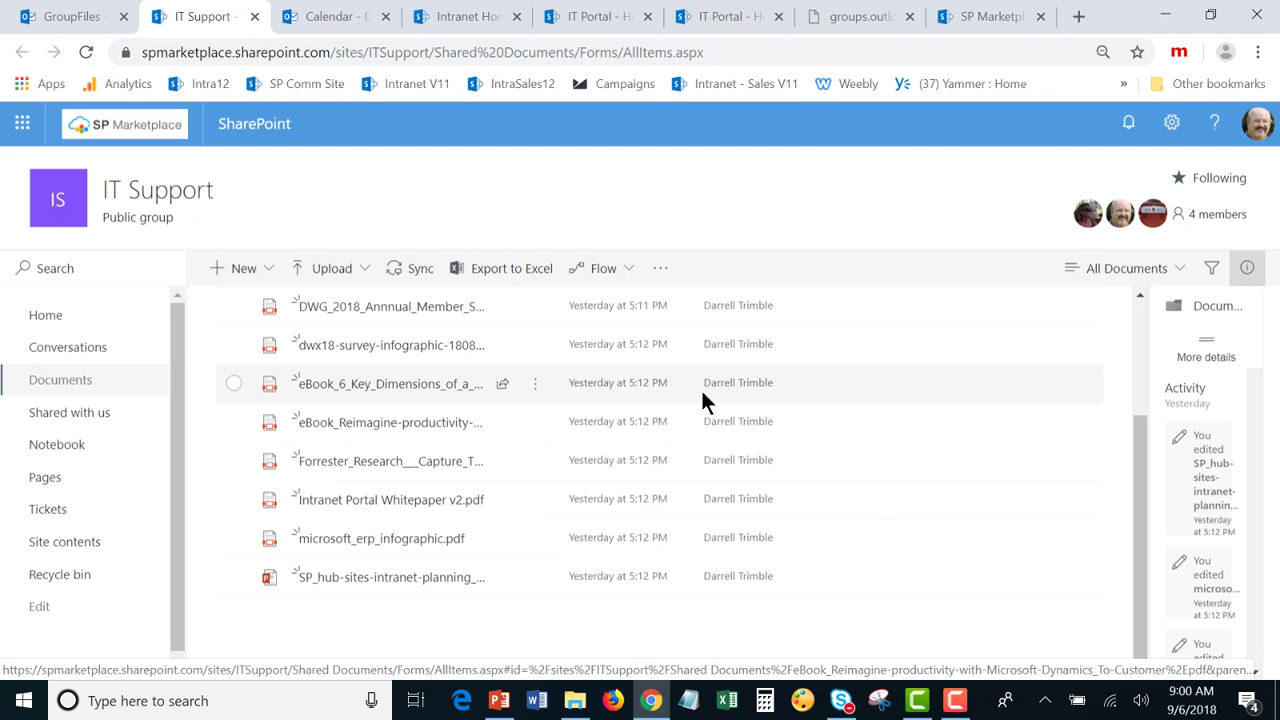 GroupFiles
IT Support -
Calendar - D
Intranet Hor
IT Portal - H
IT Portal - H
groups.outlo
SP Marketpl
spmarketplace.sharepoint.com/sites/ITSupport/Shared%20Documents/Forms/AllItems.aspx
m
Apps
Analytics
Intra12
SP Comm Site
Intranet V11
IntraSales12
Campaigns
Intranet - Sales V11
Weebly
(37) Yammer : Home
»
Other bookmarks
SP Marketplace
SharePoint
?
IS
IT Support
Public group
Following
4 members
Search
New
Upload
Sync
Export to Excel
Flow
All Documents
Home
Conversations
Documents
Shared with us
Notebook
Pages
Tickets
Site contents
Recycle bin
Edit
DWG_2018_Annnual_Member_S... Yesterday at 5:11 PM Darrell Trimble
dwx18-survey-infographic-1808... Yesterday at 5:12 PM Darrell Trimble
eBook_6_Key_Dimensions_of_a_... Yesterday at 5:12 PM Darrell Trimble
eBook_Reimagine-productivity-... Yesterday at 5:12 PM Darrell Trimble
Forrester_Research___Capture_T... Yesterday at 5:12 PM Darrell Trimble
Intranet Portal Whitepaper v2.pdf Yesterday at 5:12 PM Darrell Trimble
microsoft_erp_infographic.pdf Yesterday at 5:12 PM Darrell Trimble
SP_hub-sites-intranet-planning_... Yesterday at 5:12 PM Darrell Trimble
Docum...
More details
Activity
Yesterday
You
edited
SP_hub-
sites-
intranet-
plannin...
Yesterday
at 5:12 PM
You
edited
microso...
Yesterday
at 5:12 PM
You
https://spmarketplace.sharepoint.com/sites/ITSupport/Shared Documents/Forms/AllItems.aspx#id=%2Fsites%2FITSupport%2FShared Documents%2FeBook_Reimagine-productivity-with-Microsoft-Dynamics_To-Customer%2Epdf&paren...
Type here to search
9:00 AM
9/6/2018
4